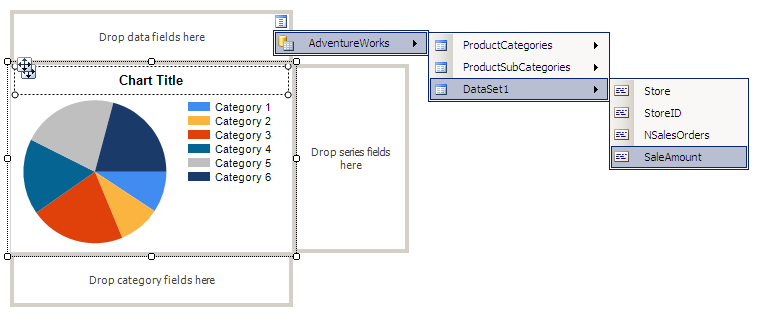 Drop data fields here
AdventureWorks
ProductCategories
ProductSubCategories
DataSet1
Store
StoreID
NSalesOrders
SaleAmount
Chart Title
Category 1
Category 2
Category 3
Category 4
Category 5
Category 6
Drop series fields
here
Drop category fields here